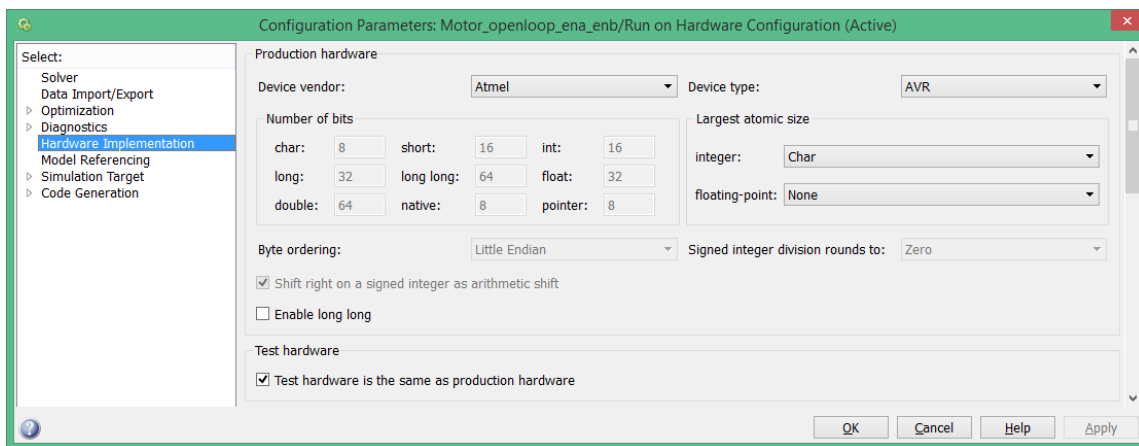 Configuration Parameters: Motor_openloop_ena_enb/Run on Hardware Configuration (Active)
Select:
Solver
Data Import/Export
Optimization
Diagnostics
Hardware Implementation
Model Referencing
Simulation Target
Code Generation
Production hardware
Device vendor: Atmel Device type: AVR
Number of bits
char: 8 short: 16 int: 16
long: 32 long long: 64 float: 32
double: 64 native: 8 pointer: 8
Largest atomic size
integer: Char
floating-point: None
Byte ordering: Little Endian Signed integer division rounds to: Zero
Shift right on a signed integer as arithmetic shift
Enable long long
Test hardware
Test hardware is the same as production hardware
OK Cancel Help Apply